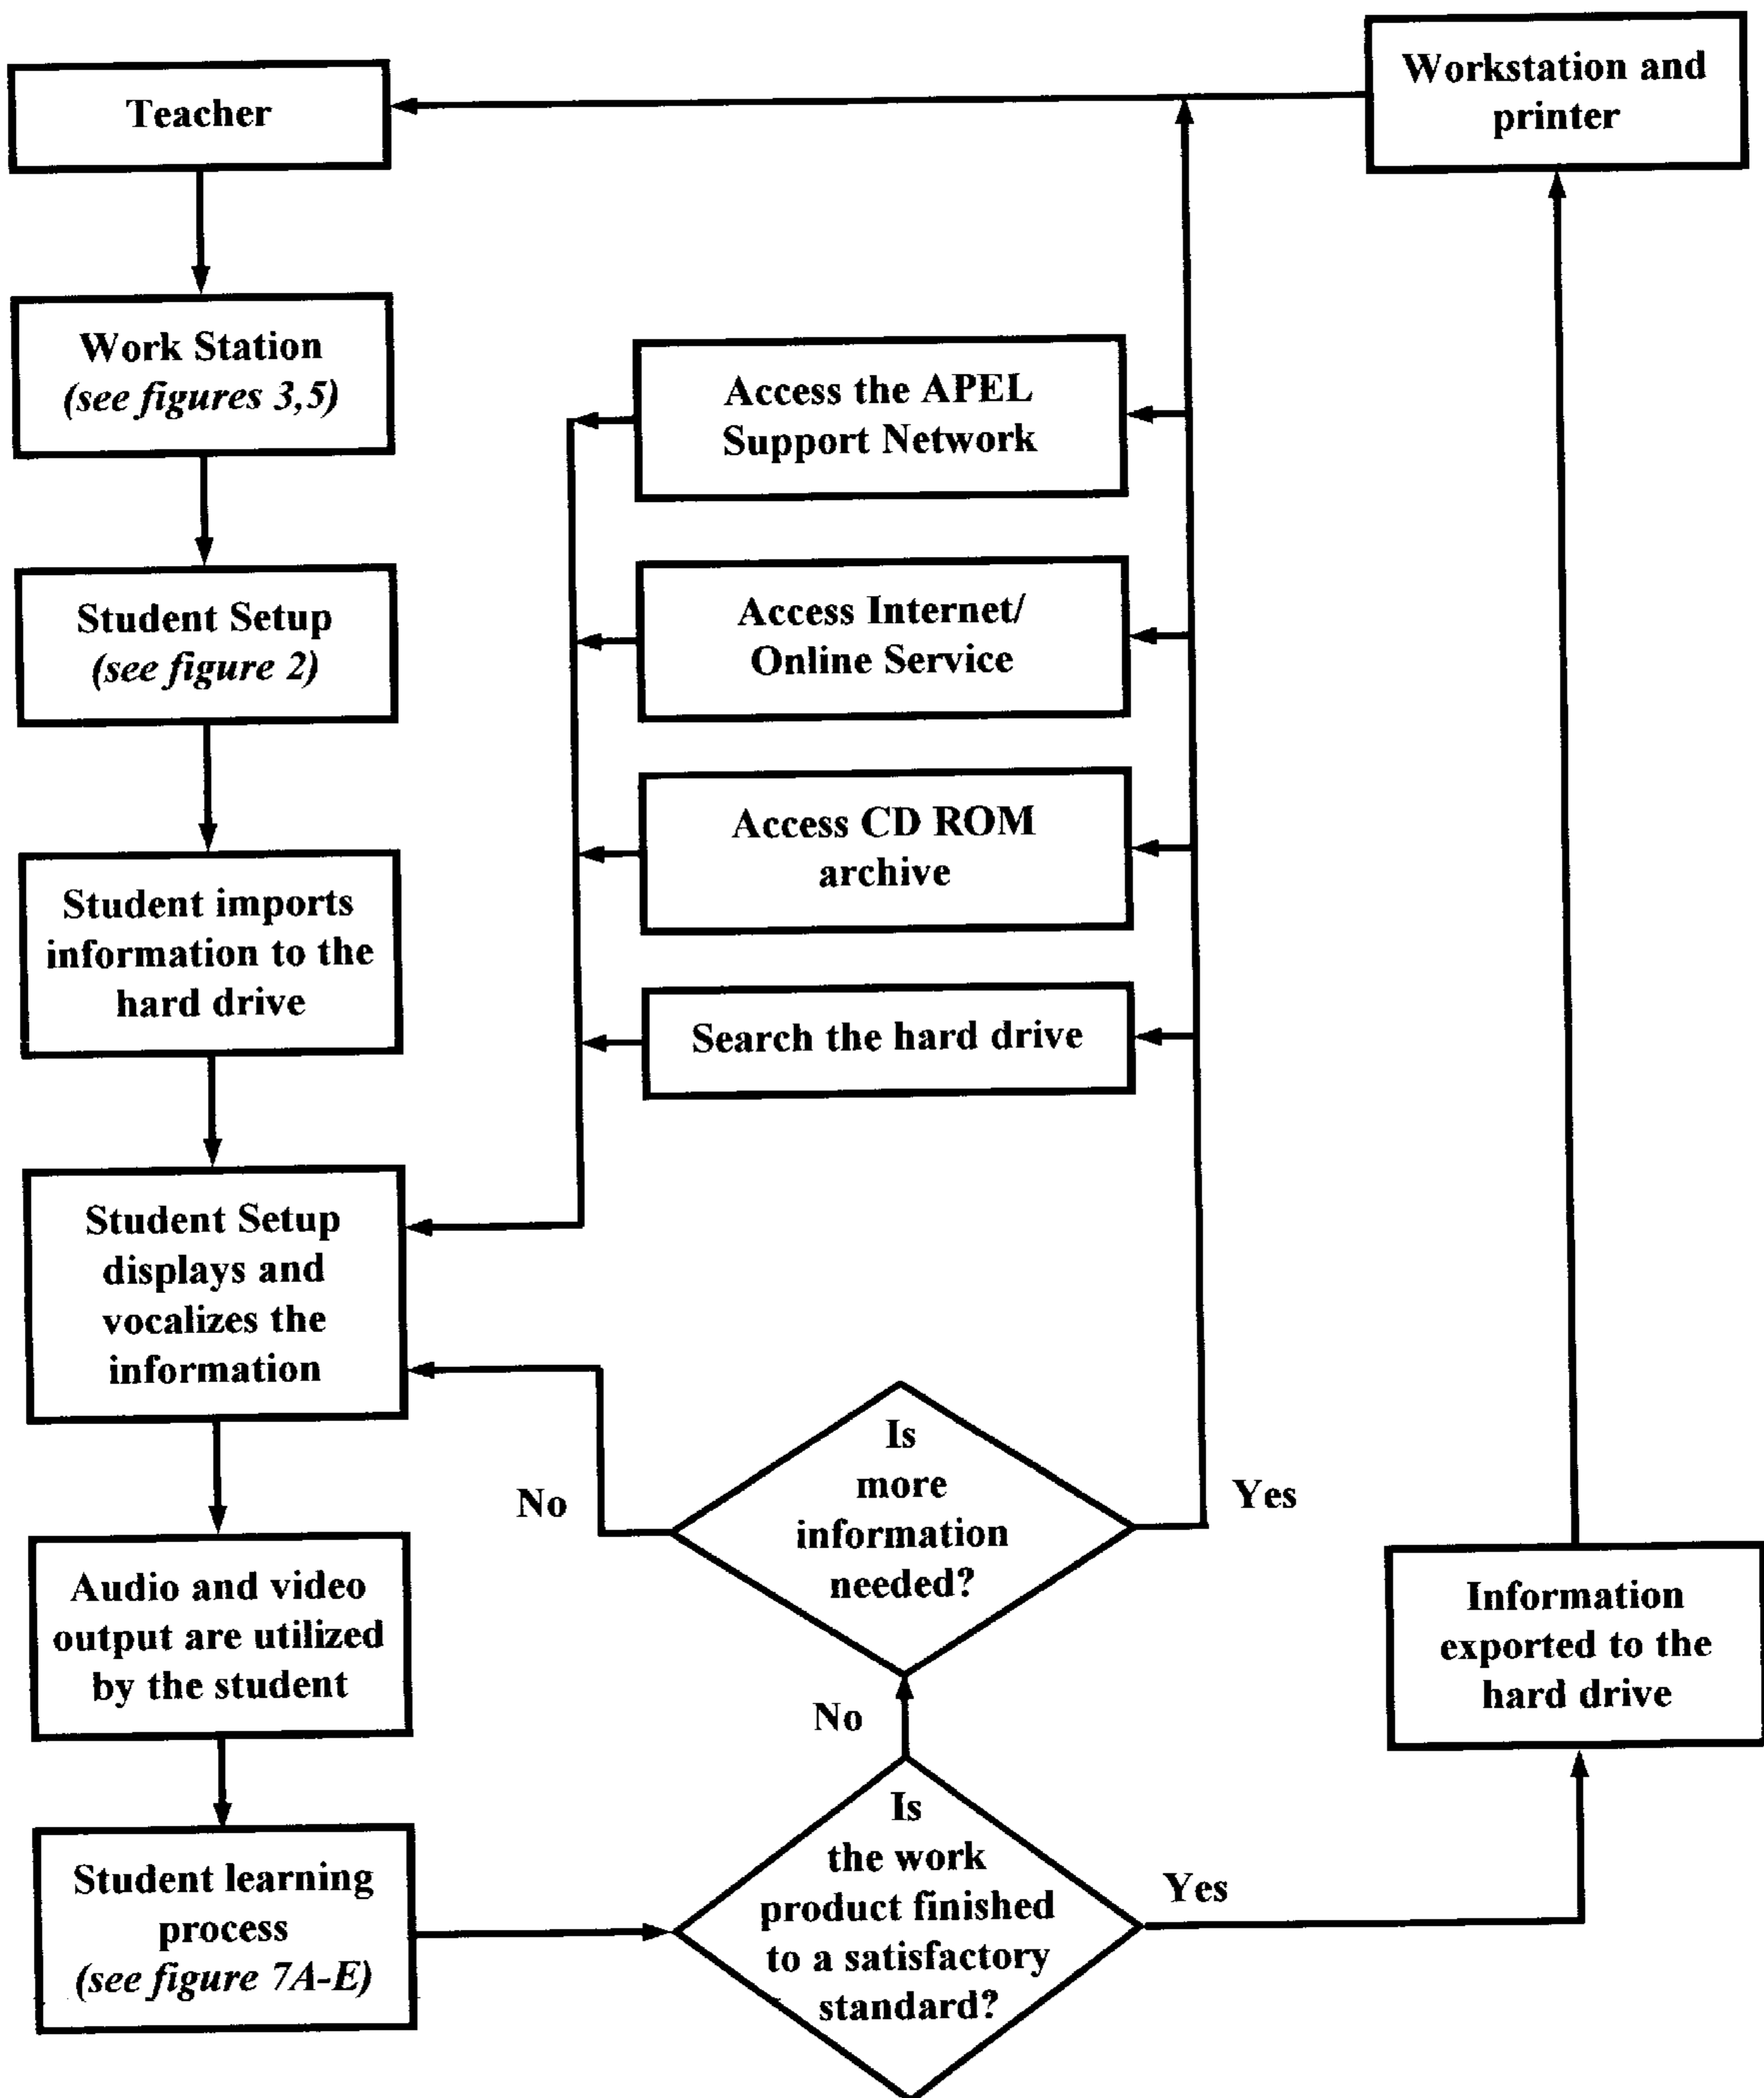 Teacher
Workstation and
printer
Work Station
(see figures 3,5)
Access the APEL
Support Network
Student Setup
(see figure 2)
Access Internet/
Online Service
Access CD ROM
archive
Student imports
information to the
hard drive
Search the hard drive
Student Setup
displays and
vocalizes the
information
Is
more
information
needed?
No
Yes
Audio and video
output are utilized
by the student
Information
exported to the
hard drive
No
Student learning
process
(see figure 7A-E)
Is
the work
product finished
to a satisfactory
standard?
Yes